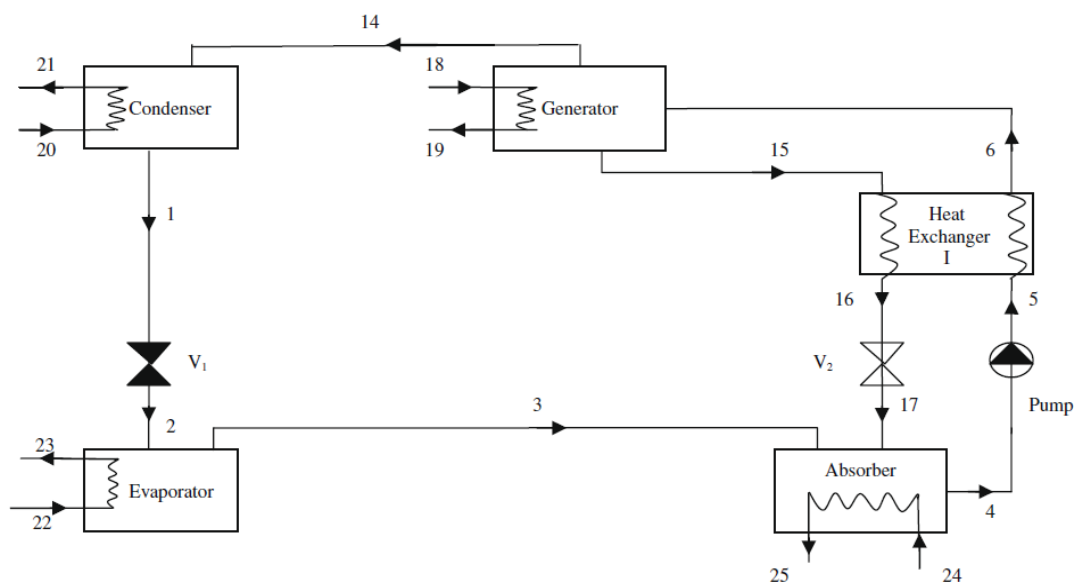 14
21
18
Condenser
Generator
20
19
15
6
1
Heat
Exchanger
I
16
5
V₁
V₂
Pump
3
17
2
23
Absorber
Evaporator
4
22
25
24